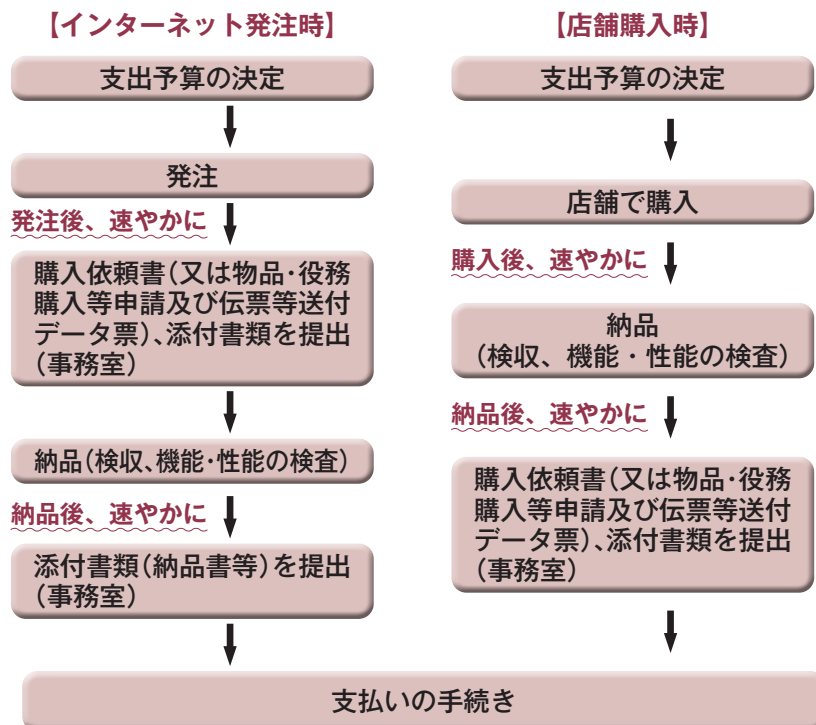 【インターネット発注時】
支出予算の決定
発注
発注後、速やかに
購入依頼書(又は物品・役務
購入等申請及び伝票等送付
データ票)、添付書類を提出
(事務室)
納品(検収、機能・性能の検査)
納品後、速やかに
添付書類(納品書等)を提出
(事務室)
【店舗購入時】
支出予算の決定
店舗で購入
購入後、速やかに
納品
(検収、機能・性能の検査)
納品後、速やかに
購入依頼書(又は物品・役務
購入等申請及び伝票等送付
データ票)、添付書類を提出
(事務室)
支払いの手続き